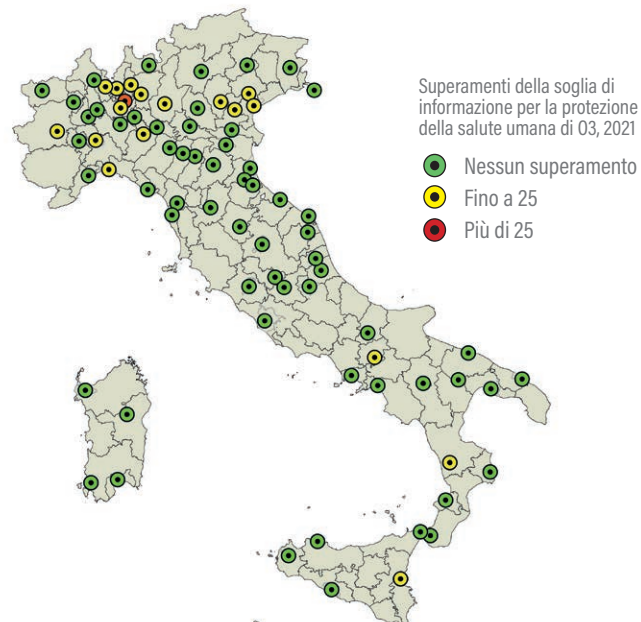 Superamenti della soglia di
informazione per la protezione
della salute umana di O3, 2021
Nessun superamento
Fino a 25
Più di 25